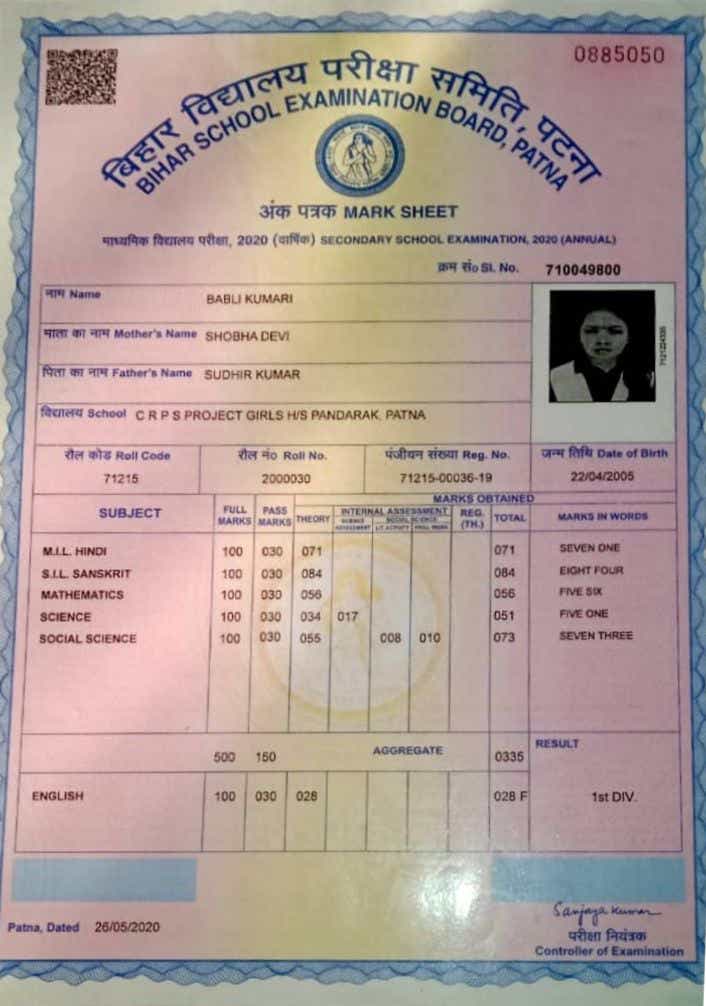 0885050
बिहार विद्यालय परीक्षा समिति, पटना
BIHAR SCHOOL EXAMINATION BOARD, PATNA
अंक पत्रक MARK SHEET
माध्यमिक विद्यालय परीक्षा, 2020 (वार्षिक) SECONDARY SCHOOL EXAMINATION, 2020 (ANNUAL)
क्रम सं० Sl. No. 710049800
नाम Name BABLI KUMARI
माता का नाम Mother's Name SHOBHA DEVI
पिता का नाम Father's Name SUDHIR KUMAR
विद्यालय School C R P S PROJECT GIRLS H/S PANDARAK, PATNA
रौल कोड Roll Code रौल नं० Roll No. पंजीयन संख्या Reg. No. जन्म तिथि Date of Birth
71215 2000030 71215-00036-19 22/04/2005
MARKS OBTAINED
SUBJECT FULL MARKS PASS MARKS THEORY INTERNAL ASSESSMENT REG. (TH.) TOTAL MARKS IN WORDS
SCIENCE SOCIAL SCIENCE
M.I.L. HINDI 100 030 071 071 SEVEN ONE
S.I.L. SANSKRIT 100 030 084 084 EIGHT FOUR
MATHEMATICS 100 030 056 056 FIVE SIX
SCIENCE 100 030 034 017 051 FIVE ONE
SOCIAL SCIENCE 100 030 055 008 010 073 SEVEN THREE
500 150 AGGREGATE 0335 RESULT
ENGLISH 100 030 028 028 F 1st DIV.
Sanjaya Kumar
Patna, Dated 26/05/2020
परीक्षा नियंत्रक
Controller of Examination